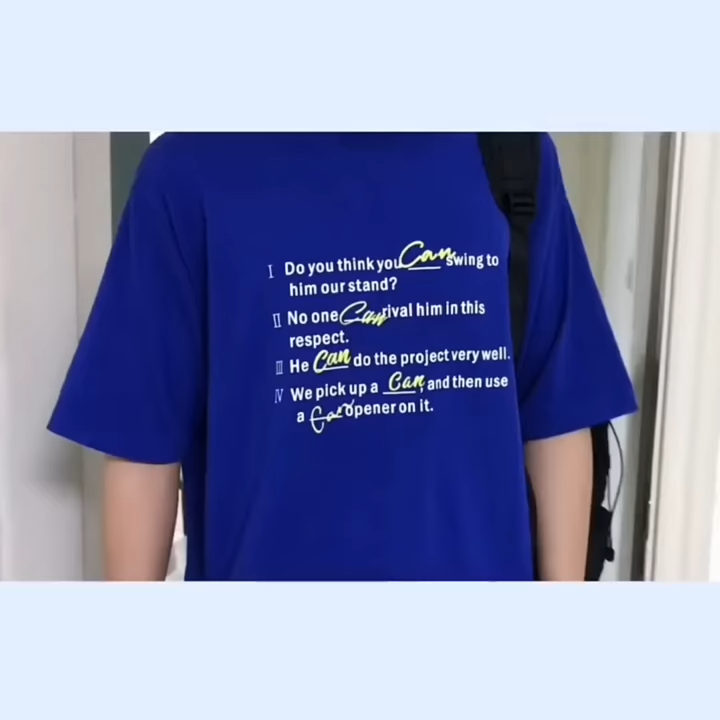 I Do you think you Can swing to
him our stand?
II No one Can rival him in this
respect.
III He Can do the project very well.
IV We pick up a Can, and then use
a Can opener on it.